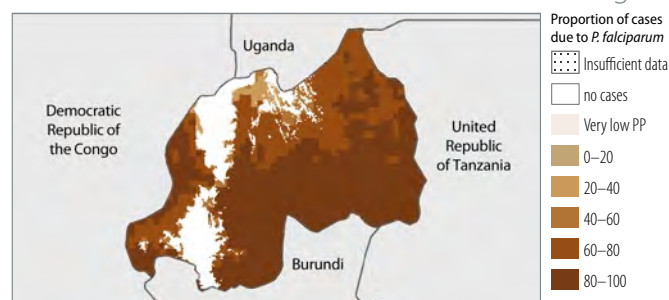 Uganda
Democratic
Republic of
the Congo
United
Republic
of Tanzania
Burundi
Proportion of cases
due to P. falciparum
Insufficient data
no cases
Very low PP
0–20
20–40
40–60
60–80
80–100